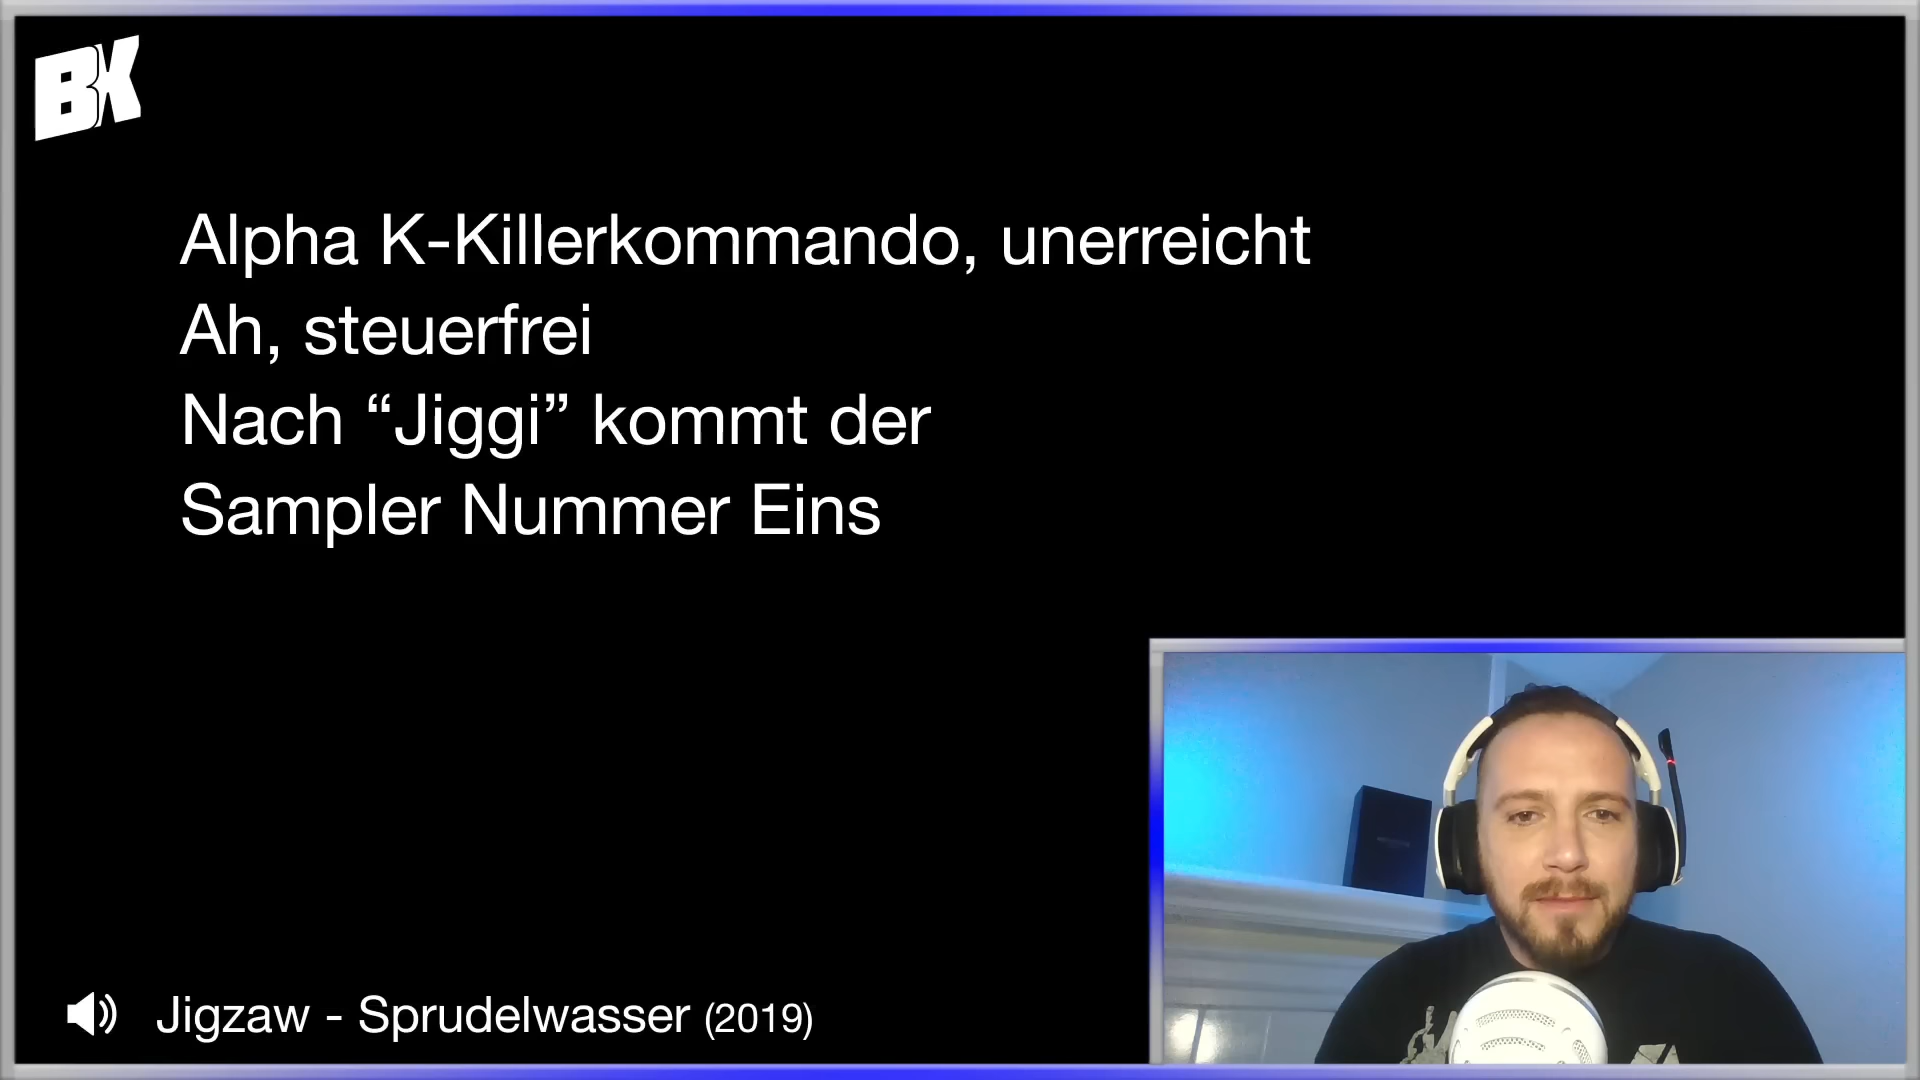 BK
Alpha K-Killerkommando, unerreicht
Ah, steuerfrei
Nach “Jiggi” kommt der
Sampler Nummer Eins
Jigzaw - Sprudelwasser (2019)